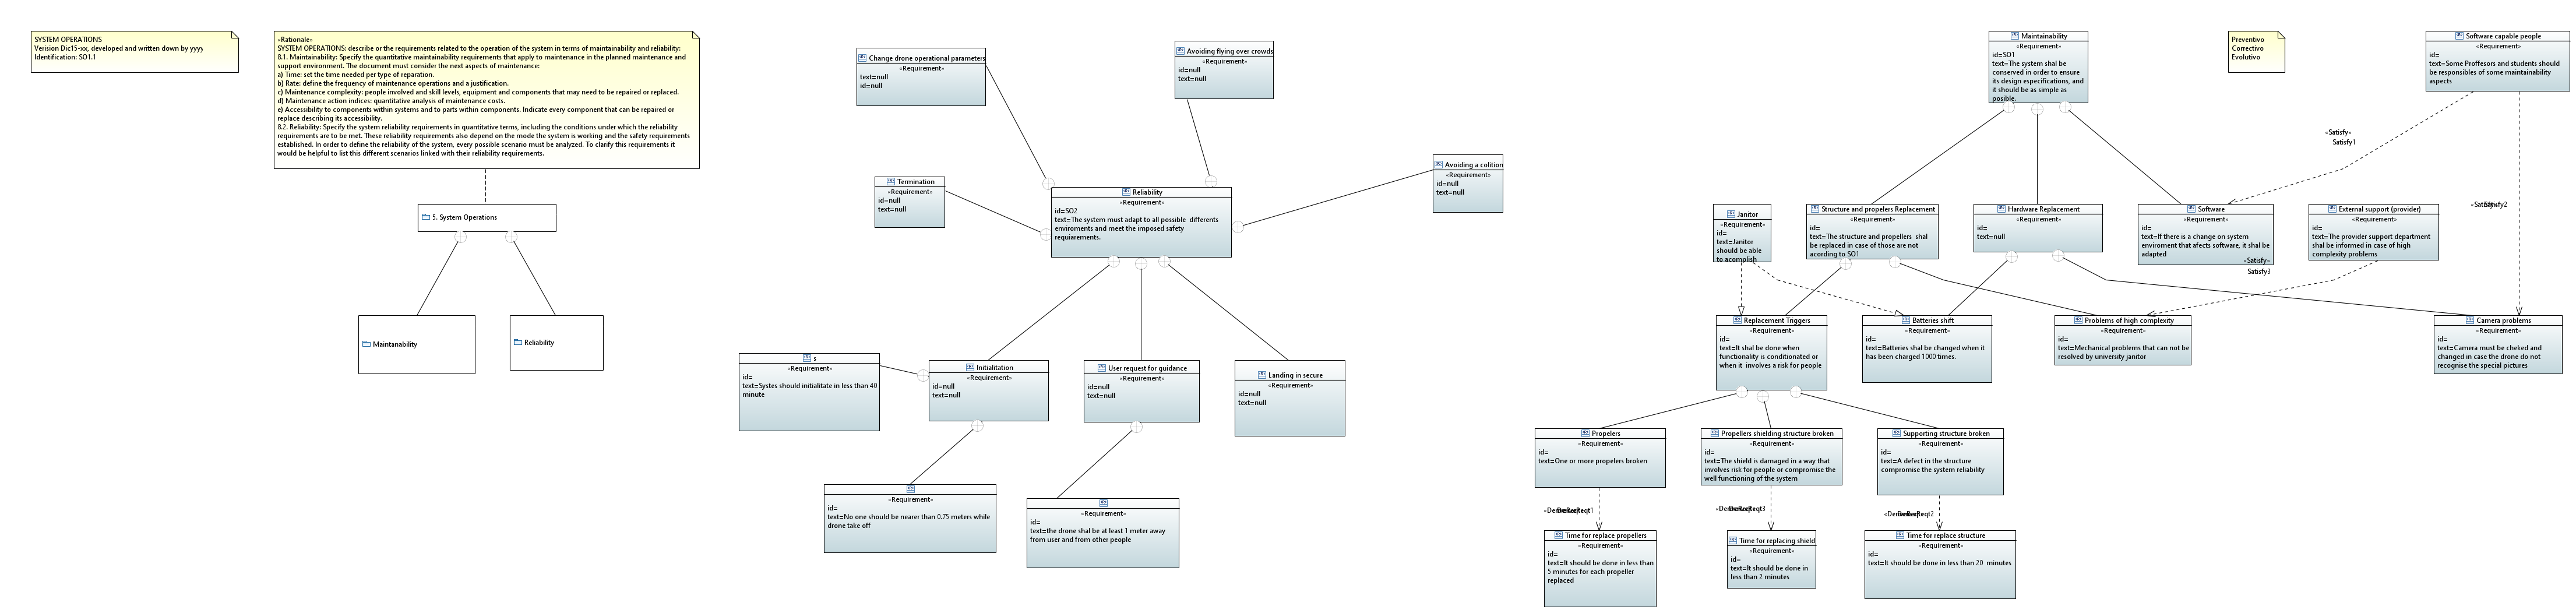 SYSTEM OPERATIONS
Verision Dic15-xx, developed and written down by yyyy
Identification: SO1.1
«Rationale»
SYSTEM OPERATIONS: describe or the requirements related to the operation of the system in terms of maintainability and reliability:
8.1. Maintainability: Specify the quantitative maintainability requirements that apply to maintenance in the planned maintenance and
support environment. The document must consider the next aspects of maintenance:
a) Time: set the time needed per type of reparation.
b) Rate: define the frequency of maintenance operations and a justification.
c) Maintenance complexity: people involved and skill levels, equipment and components that may need to be repaired or replaced.
d) Maintenance action indices: quantitative analysis of maintenance costs.
e) Accessibility to components within systems and to parts within components. Indicate every component that can be repaired or
replace describing its accessibility.
8.2. Reliability: Specify the system reliability requirements in quantitative terms, including the conditions under which the reliability
requirements are to be met. These reliability requirements also depend on the mode the system is working and the safety requirements
established. In order to define the reliability of the system, every possible scenario must be analyzed. To clarify this requirements it
would be helpful to list this different scenarios linked with their reliability requirements.
5. System Operations
Maintanability
Reliability
Change drone operational parameters
«Requirement»
text=null
id=null
Avoiding flying over crowds
«Requirement»
id=null
text=null
Termination
«Requirement»
id=null
text=null
Reliability
«Requirement»
id=SO2
text=The system must adapt to all possible differents
enviroments and meet the imposed safety
requiarements.
Avoiding a colition
«Requirement»
id=null
text=null
s
«Requirement»
id=
text=Systes should initialitate in less than 40
minute
Initialitation
«Requirement»
id=null
text=null
User request for guidance
«Requirement»
id=null
text=null
Landing in secure
«Requirement»
id=null
text=null
«Requirement»
id=
text=No one should be nearer than 0.75 meters while
drone take off
«Requirement»
id=
text=the drone shal be at least 1 meter away
from user and from other people
Maintainability
«Requirement»
id=SO1
text=The system shal be
conserved in order to ensure
its design especifications, and
it should be as simple as
posible.
Preventivo
Correctivo
Evolutivo
Software capable people
«Requirement»
id=
text=Some Proffesors and students should
be responsibles of some maintainability
aspects
«Satisfy»
Satisfy1
Satisfy2
Janitor
«Requirement»
id=
text=Janitor
should be able
to acomplish
Structure and propelers Replacement
«Requirement»
id=
text=The structure and propellers shal
be replaced in case of those are not
acording to SO1
Hardware Replacement
«Requirement»
id=
text=null
Software
«Requirement»
id=
text=If there is a change on system
enviroment that afects software, it shal be
adapted
External support (provider)
«Requirement»
id=
text=The provider support department
shal be informed in case of high
complexity problems
«Satisfy»
Satisfy3
Replacement Triggers
«Requirement»
id=
text=It shal be done when
functionality is conditionated or
when it involves a risk for people
Batteries shift
«Requirement»
id=
text=Batteries shal be changed when it
has been charged 1000 times.
Problems of high complexity
«Requirement»
id=
text=Mechanical problems that can not be
resolved by university janitor
Camera problems
«Requirement»
id=
text=Camera must be cheked and
changed in case the drone do not
recognise the special pictures
Propelers
«Requirement»
id=
text=One or more propelers broken
Propellers shielding structure broken
«Requirement»
id=
text=The shield is damaged in a way that
involves risk for people or compromise the
well functioning of the system
Supporting structure broken
«Requirement»
id=
text=A defect in the structure
compromise the system reliability
Time for replace propellers
«Requirement»
id=
text=It should be done in less than
5 minutes for each propeller
replaced
Time for replacing shield
«Requirement»
id=
text=It should be done in
less than 2 minutes
Time for replace structure
«Requirement»
id=
text=It should be done in less than 20 minutes